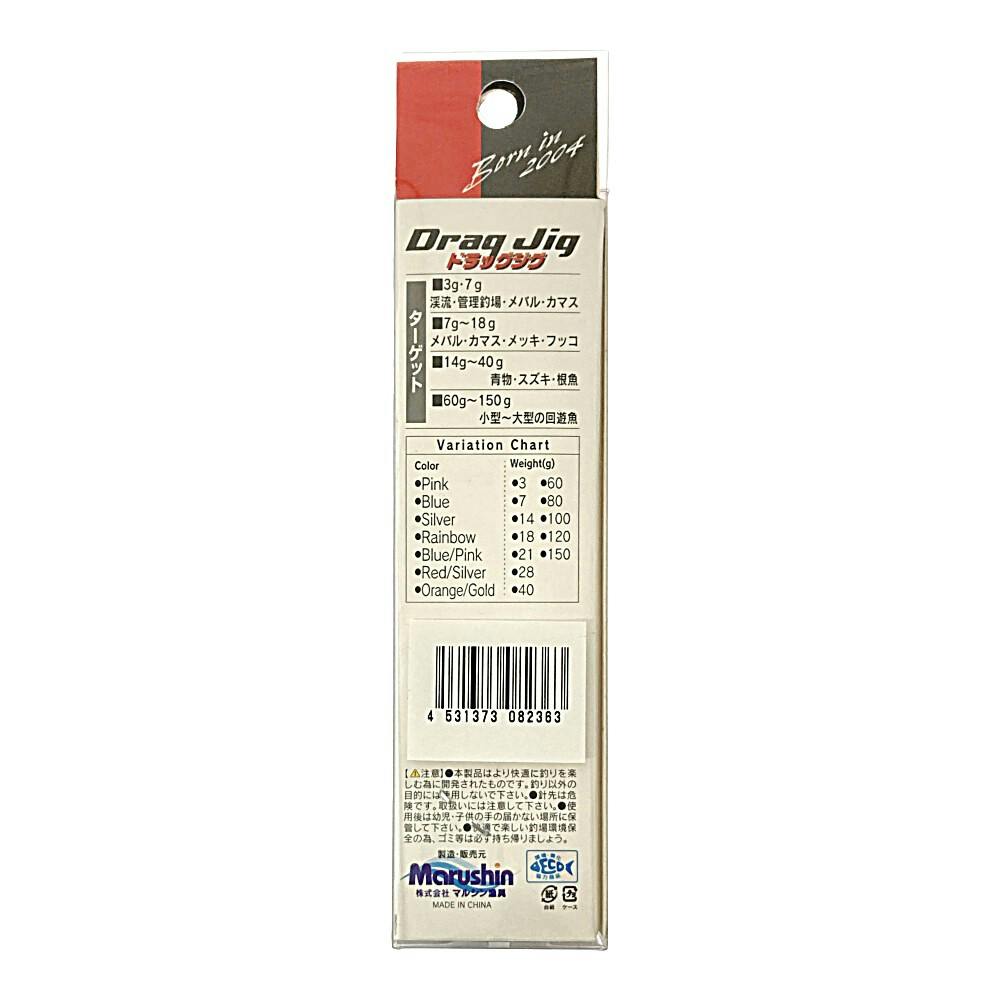 Born in
2004
Drag Jig
ドラッグジグ
ターゲット
■3g・7g
渓流・管理釣場・メバル・カマス
■7g～18g
メバル・カマス・メッキ・フッコ
■14g～40g
青物・スズキ・根魚
■60g～150g
小型～大型の回遊魚
Variation Chart
Color Weight(g)
●Pink ●3 ●60
●Blue ●7 ●80
●Silver ●14 ●100
●Rainbow ●18 ●120
●Blue/Pink ●21 ●150
●Red/Silver ●28
●Orange/Gold ●40
4 531373 082363
【⚠注意】●本製品はより快適に釣りを楽
しむ為に開発されたものです。釣り以外の
目的には使用しないで下さい。●針先は危
険です。取扱いには注意して下さい。●使
用後は幼児・子供の手の届かない場所に保
管して下さい。●快適で楽しい釣場環境保
全の為、ゴミ等は必ず持ち帰りましょう。
製造・販売元
Marushin
株式会社 マルシン漁具
MADE IN CHINA
ECO
紙 プラ
台紙 ケース